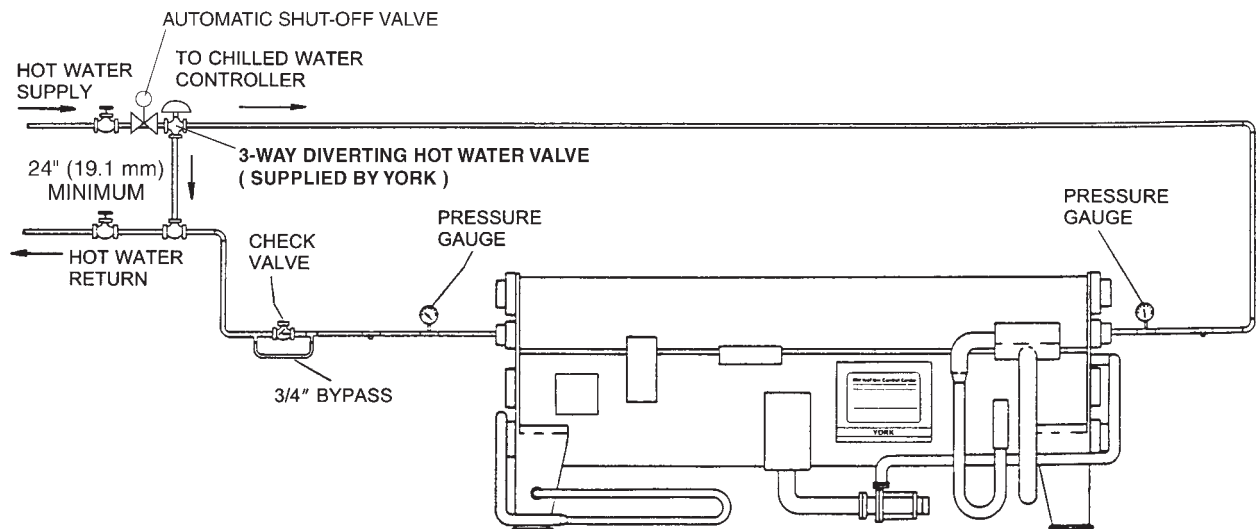 AUTOMATIC SHUT-OFF VALVE
HOT WATER
SUPPLY
TO CHILLED WATER
CONTROLLER
3-WAY DIVERTING HOT WATER VALVE
( SUPPLIED BY YORK )
24" (19.1 mm)
MINIMUM
HOT WATER
RETURN
CHECK
VALVE
PRESSURE
GAUGE
PRESSURE
GAUGE
3/4" BYPASS
Control Center
YORK